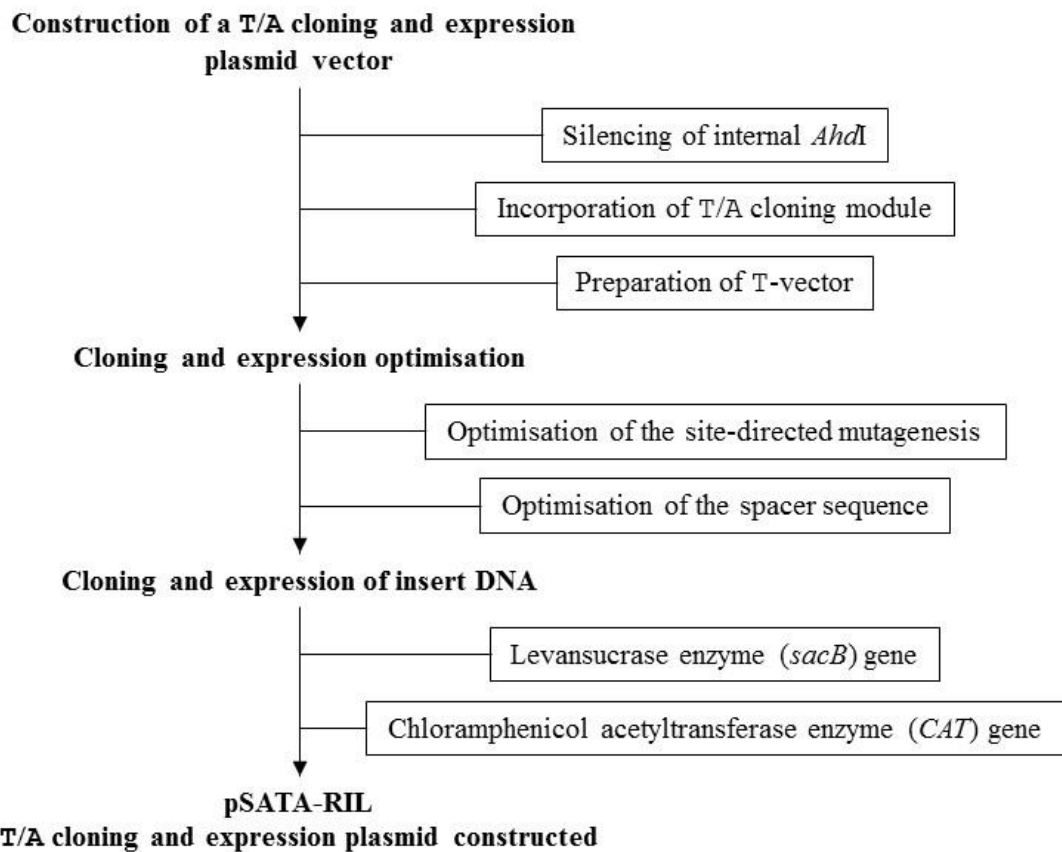 Construction of a T/A cloning and expression
plasmid vector
Silencing of internal AhdI
Incorporation of T/A cloning module
Preparation of T-vector
Cloning and expression optimisation
Optimisation of the site-directed mutagenesis
Optimisation of the spacer sequence
Cloning and expression of insert DNA
Levansucrase enzyme (sacB) gene
Chloramphenicol acetyltransferase enzyme (CAT) gene
pSATA-RIL
T/A cloning and expression plasmid constructed